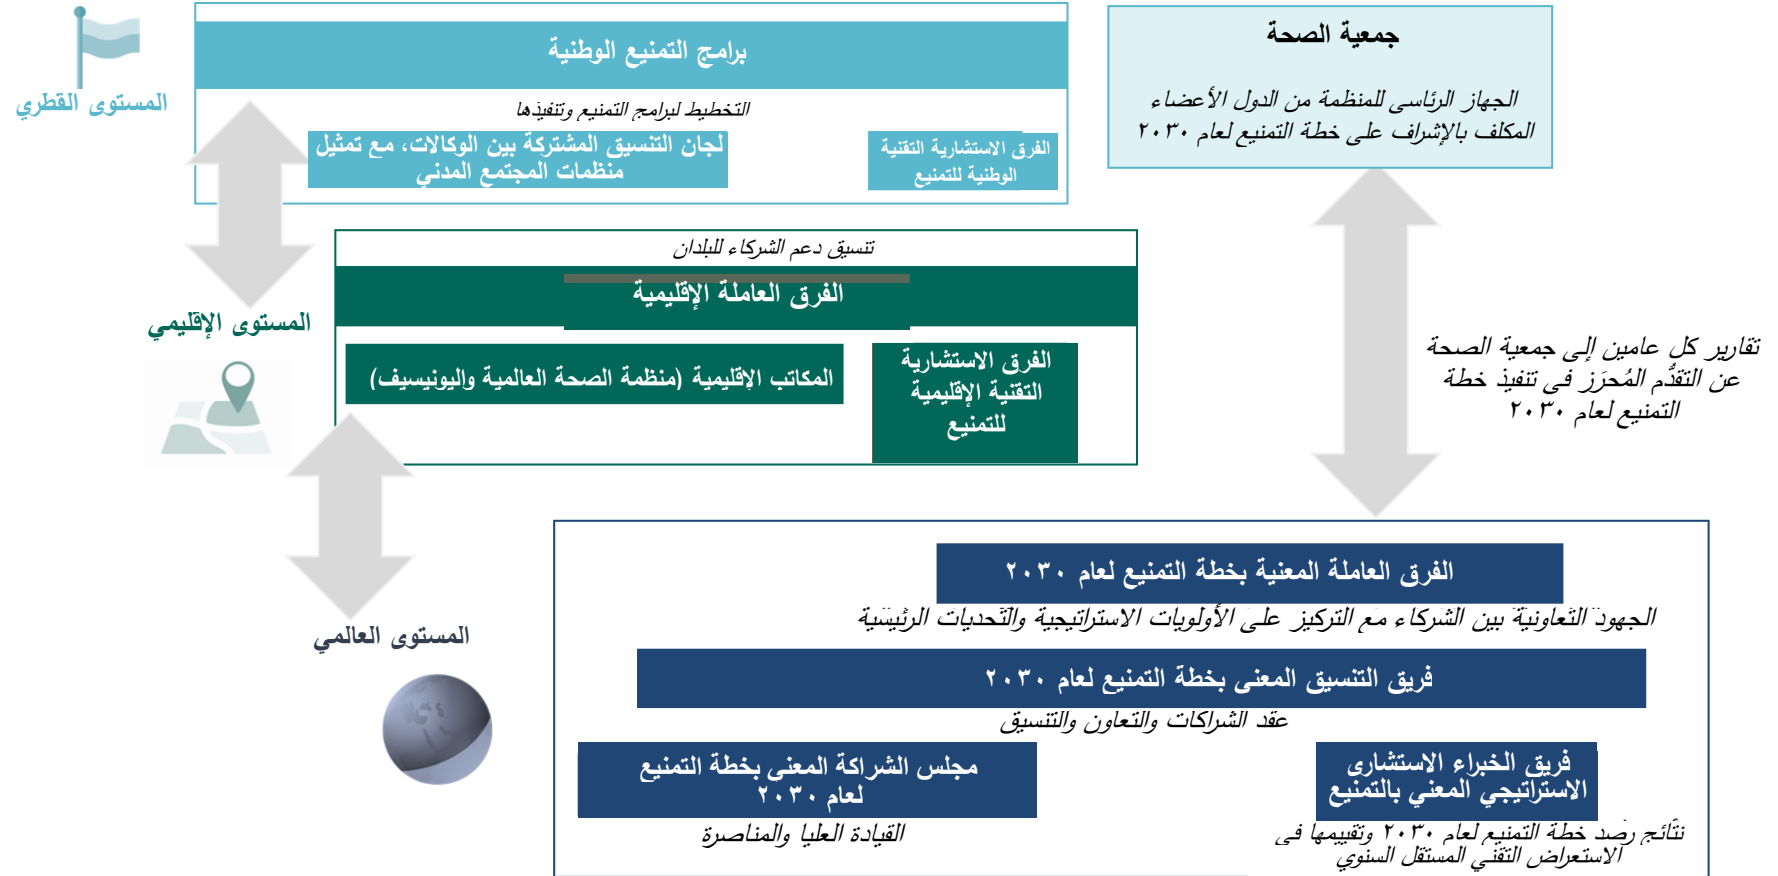 جمعية الصحة
الجهاز الرئاسي للمنظمة من الدول الأعضاء
المكلف بالإشراف على خطة التمنيع لعام ٢٠٣٠
برامج التمنيع الوطنية
المستوى القطري
التخطيط لبرامج التمنيع وتنفيذها
الفرق الاستشارية التقنية
الوطنية للتمنيع
لجان التنسيق المشتركة بين الوكالات، مع تمثيل
منظمات المجتمع المدني
تنسيق دعم الشركاء للبلدان
الفرق العاملة الإقليمية
المستوى الإقليمي
الفرق الاستشارية
التقنية الإقليمية
للتمنيع
المكاتب الإقليمية (منظمة الصحة العالمية واليونيسيف)
تقارير كل عامين إلى جمعية الصحة
عن التقدُّم المُحرَز في تنفيذ خطة
التمنيع لعام ٢٠٣٠
الفرق العاملة المعنية بخطة التمنيع لعام ٢٠٣٠
الجهود التعاونية بين الشركاء مع التركيز على الأولويات الاستراتيجية والتحديات الرئيسية
المستوى العالمي
فريق التنسيق المعني بخطة التمنيع لعام ٢٠٣٠
عقد الشراكات والتعاون والتنسيق
فريق الخبراء الاستشاري
الاستراتيجي المعني بالتمنيع
نتائج رصد خطة التمنيع لعام ٢٠٣٠ وتقييمها في
الاستعراض التقني المستقل السنوي
مجلس الشراكة المعني بخطة التمنيع
لعام ٢٠٣٠
القيادة العليا والمناصرة